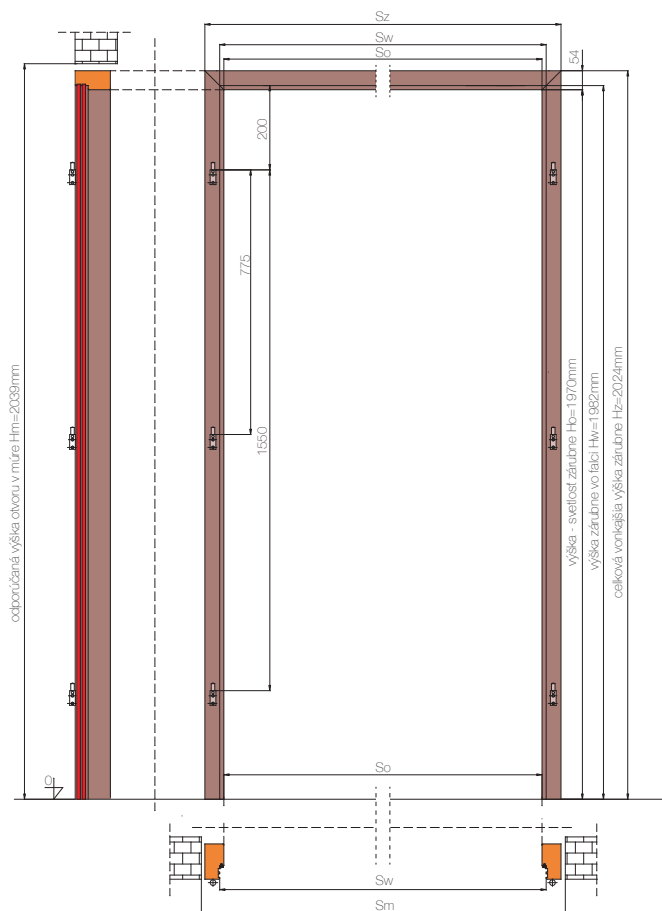 Sz
Sw
So
54
200
775
1550
odporúčaná výška otvoru v múre Hm=2039mm
výška - svetlosť zárubne Ho=1970mm
výška zárubne vo falci Hw=1982mm
celková vonkajšia výška zárubne Hz=2024mm
So
0
Sw
Sm